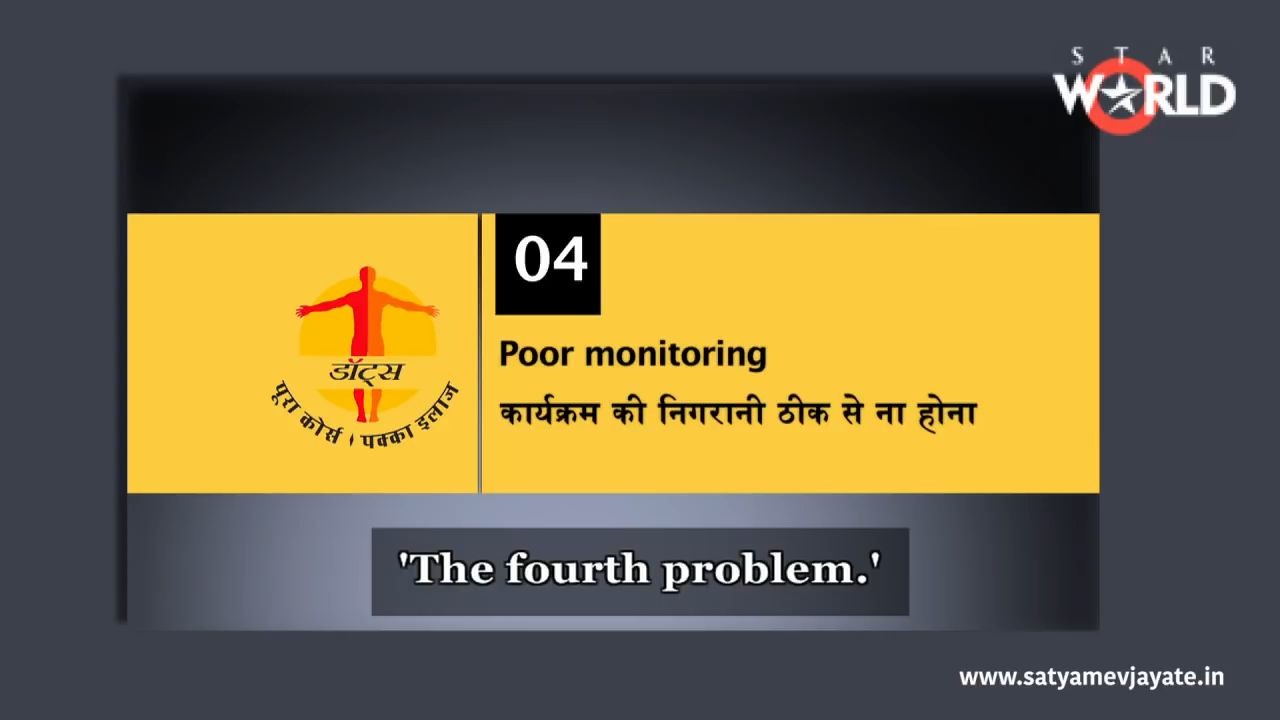 STAR
WORLD
04
Poor monitoring
कार्यक्रम की निगरानी ठीक से ना होना
डॉट्स
पूरा कोर्स । पक्का इलाज
'The fourth problem.'
www.satyamevjayate.in